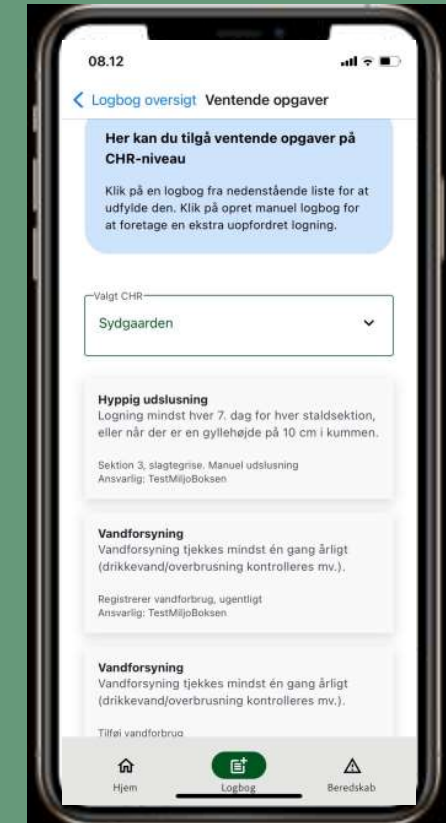 08.12
Logbog oversigt Ventende opgaver
Her kan du tilgå ventende opgaver på
CHR-niveau
Klik på en logbog fra nedenstående liste for at
udfylde den. Klik på opret manuel logbog for
at foretage en ekstra uopfordret logning.
Valgt CHR
Sydgaarden
Hyppig udslusning
Logning mindst hver 7. dag for hver staldsektion,
eller når der er en gyllehøjde på 10 cm i kummen.
Sektion 3, slagtegrise. Manuel udslusning
Ansvarlig: TestMiljoBoksen
Vandforsyning
Vandforsyning tjekkes mindst én gang årligt
(drikkevand/overbrusning kontrolleres mv.).
Registrerer vandforbrug, ugentligt
Ansvarlig: TestMiljoBoksen
Vandforsyning
Vandforsyning tjekkes mindst én gang årligt
(drikkevand/overbrusning kontrolleres mv.).
Tilføj vandforbrug
Hjem Logbog Beredskab